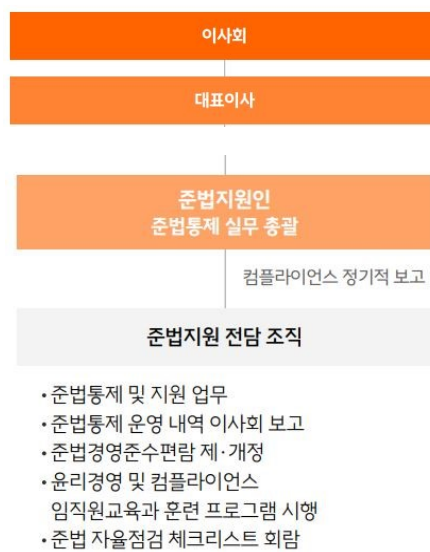 이사회
대표이사
준법지원인
준법통제 실무 총괄
컴플라이언스 정기적 보고
준법지원 전담 조직
• 준법통제 및 지원 업무
• 준법통제 운영 내역 이사회 보고
• 준법경영준수편람 제·개정
• 윤리경영 및 컴플라이언스
임직원교육과 훈련 프로그램 시행
• 준법 자율점검 체크리스트 회람